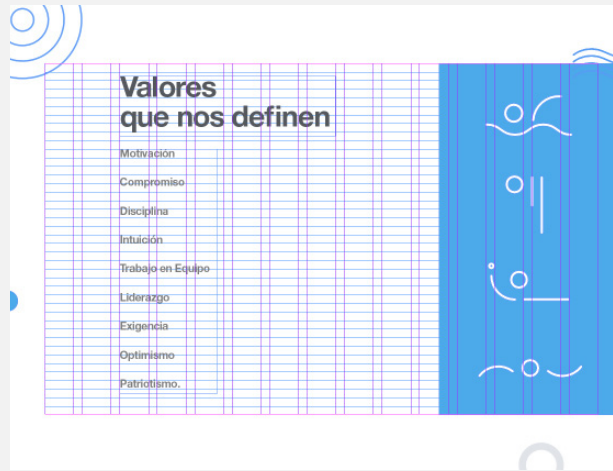 Valores
que nos definen
Motivación
Compromiso
Disciplina
Intuición
Trabajo en Equipo
Liderazgo
Exigencia
Optimismo
Patriotismo.